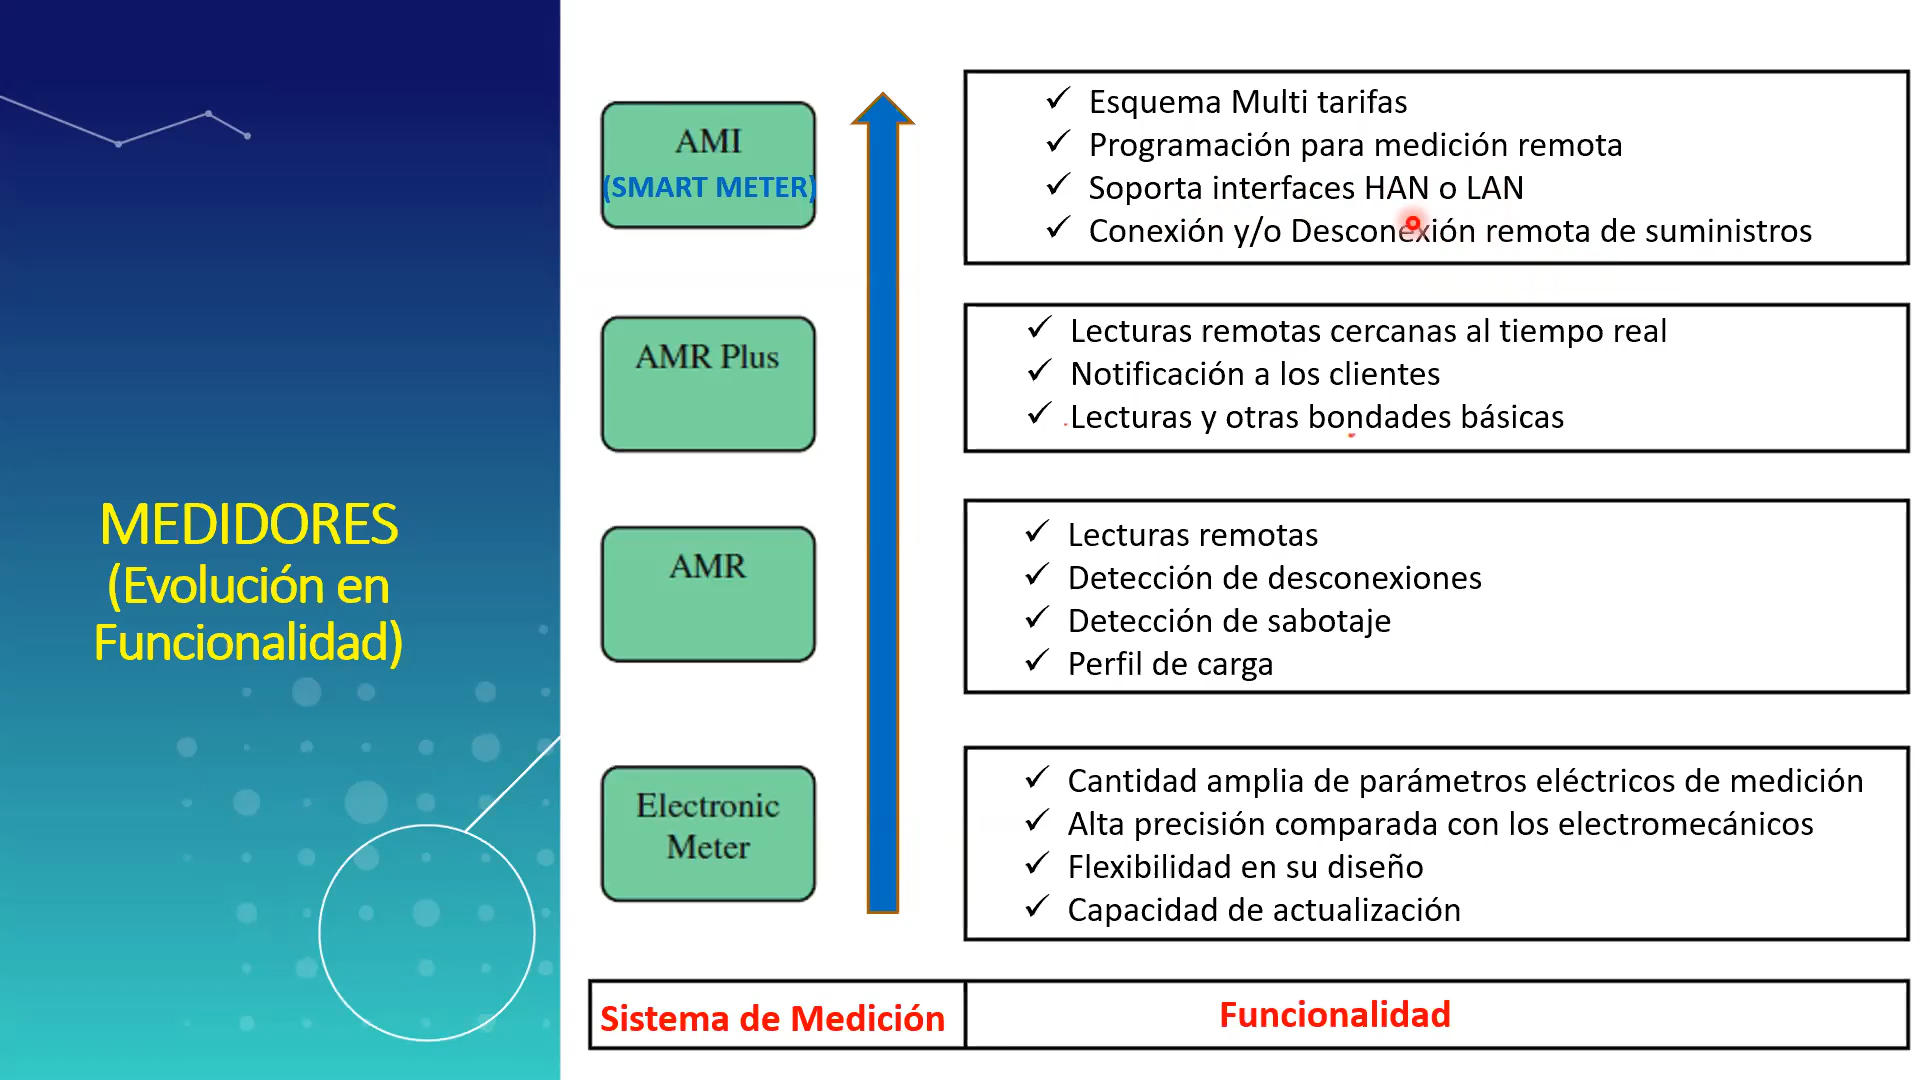 MEDIDORES
(Evolución en
Funcionalidad)
AMI
(SMART METER)
✓ Esquema Multi tarifas
✓ Programación para medición remota
✓ Soporta interfaces HAN o LAN
✓ Conexión y/o Desconexión remota de suministros
AMR Plus
✓ Lecturas remotas cercanas al tiempo real
✓ Notificación a los clientes
✓ Lecturas y otras bondades básicas
AMR
✓ Lecturas remotas
✓ Detección de desconexiones
✓ Detección de sabotaje
✓ Perfil de carga
Electronic
Meter
✓ Cantidad amplia de parámetros eléctricos de medición
✓ Alta precisión comparada con los electromecánicos
✓ Flexibilidad en su diseño
✓ Capacidad de actualización
Sistema de Medición
Funcionalidad